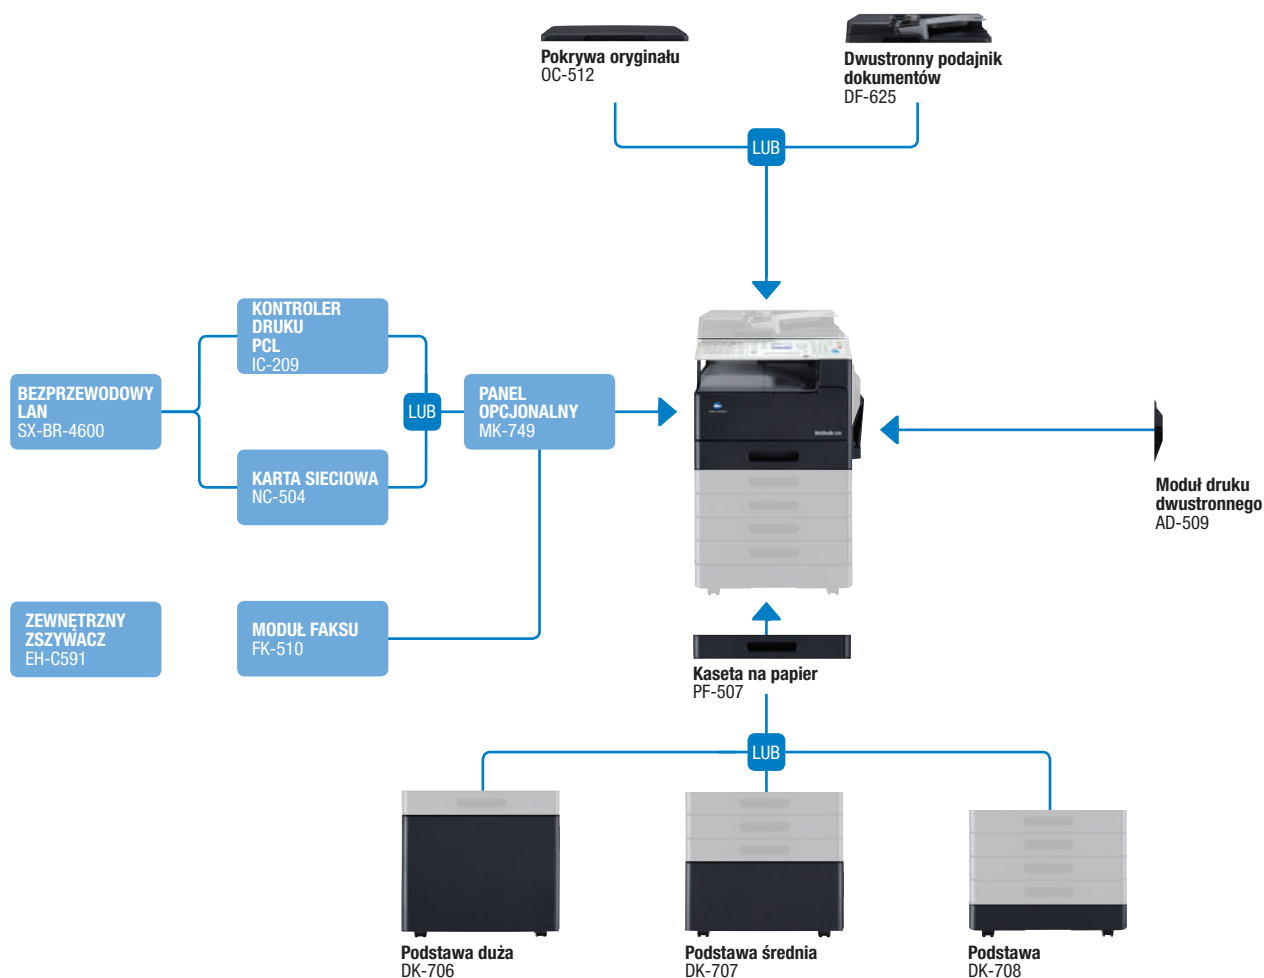 Pokrywa oryginału
OC-512
Dwustronny podajnik
dokumentów
DF-625
LUB
KONTROLER
DRUKU
PCL
IC-209
BEZPRZEWODOWY
LAN
SX-BR-4600
LUB
PANEL
OPCJONALNY
MK-749
KARTA SIECIOWA
NC-504
Moduł druku
dwustronnego
AD-509
ZEWNĘTRZNY
ZSZYWACZ
EH-C591
MODUŁ FAKSU
FK-510
Kaseta na papier
PF-507
LUB
Podstawa duża
DK-706
Podstawa średnia
DK-707
Podstawa
DK-708